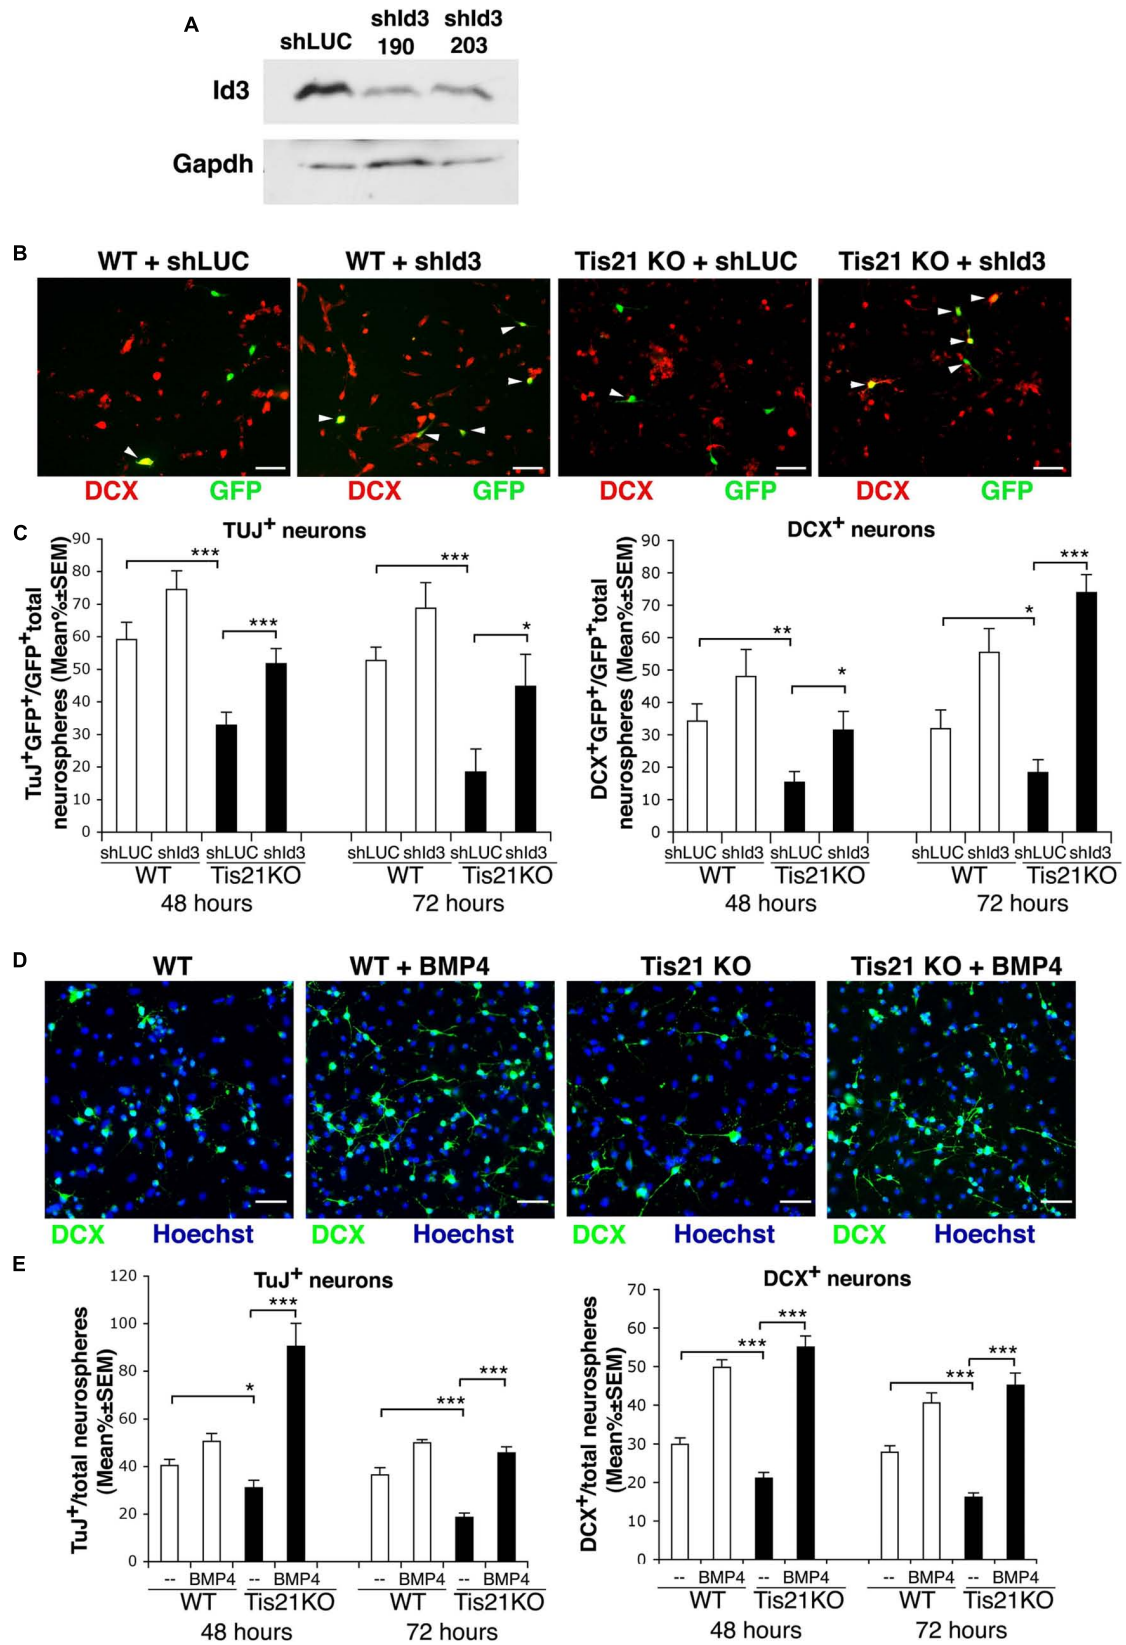 A
shLUC
shId3
190
shId3
203
Id3
Gapdh
B
WT + shLUC
WT + shId3
Tis21 KO + shLUC
Tis21 KO + shId3
DCX GFP
DCX GFP
DCX GFP
DCX GFP
C
TUJ+ neurons
TuJ+GFP+/GFP+total
neurospheres (Mean%±SEM)
90
80
70
60
50
40
30
20
10
0
***
***
***
*
shLUC shId3 shLUC shId3 shLUC shId3 shLUC shId3
WT Tis21KO WT Tis21KO
48 hours 72 hours
DCX+ neurons
DCX+GFP+/GFP+total
neurospheres (Mean%±SEM)
90
80
70
60
50
40
30
20
10
0
**
*
*
***
shLUC shId3 shLUC shId3 shLUC shId3 shLUC shId3
WT Tis21KO WT Tis21KO
48 hours 72 hours
D
WT
WT + BMP4
Tis21 KO
Tis21 KO + BMP4
DCX Hoechst
DCX Hoechst
DCX Hoechst
DCX Hoechst
E
TuJ+ neurons
TuJ+/total neurospheres
(Mean%±SEM)
120
100
80
60
40
20
0
*
***
***
***
-- BMP4 -- BMP4 -- BMP4 -- BMP4
WT Tis21KO WT Tis21KO
48 hours 72 hours
DCX+ neurons
DCX+/total neurospheres
(Mean%±SEM)
70
60
50
40
30
20
10
0
***
***
***
***
-- BMP4 -- BMP4 -- BMP4 -- BMP4
WT Tis21KO WT Tis21KO
48 hours 72 hours